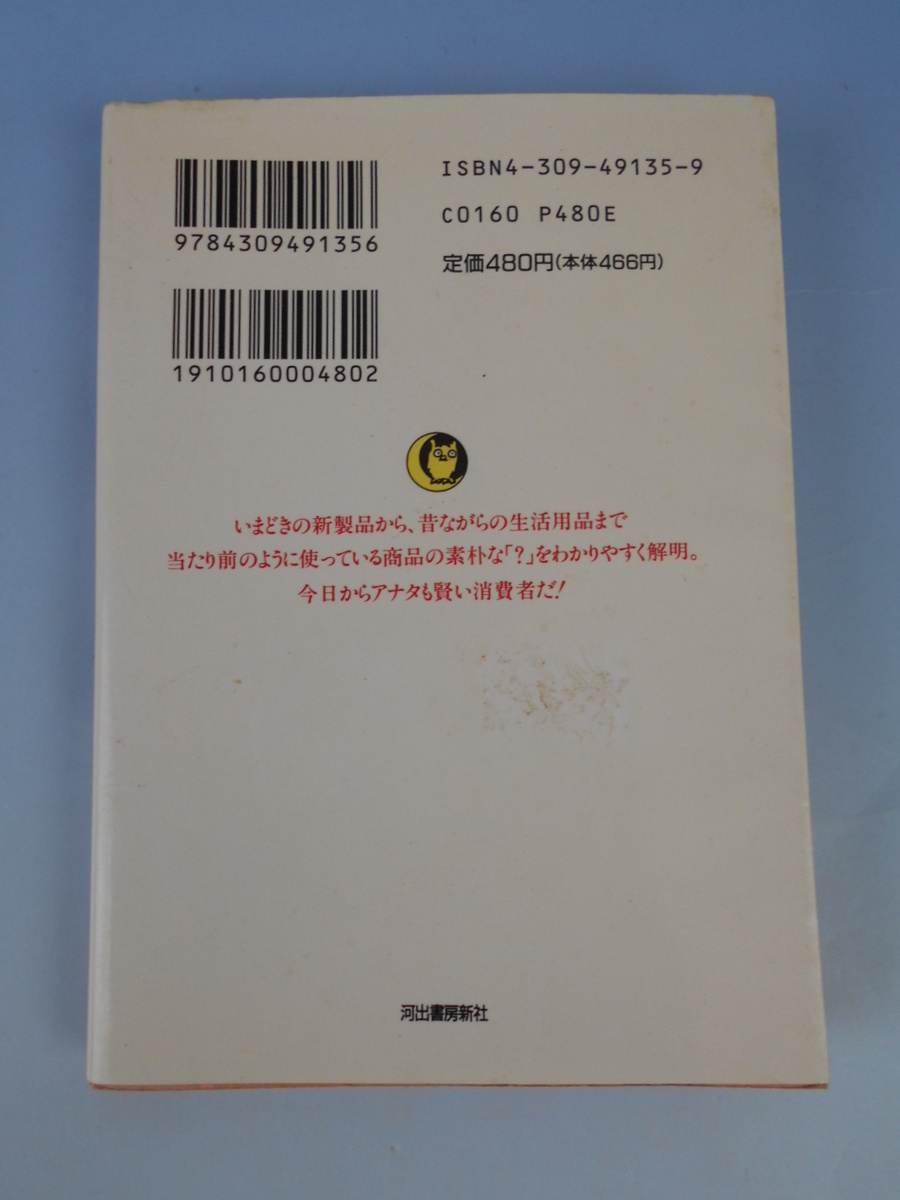 9784309491356
1910160004802
ISBN4-309-49135-9
C0160 P480E
定価480円(本体466円)
いまどきの新製品から、昔ながらの生活用品まで
当たり前のように使っている商品の素朴な「?」をわかりやすく解明。
今日からアナタも賢い消費者だ!
河出書房新社